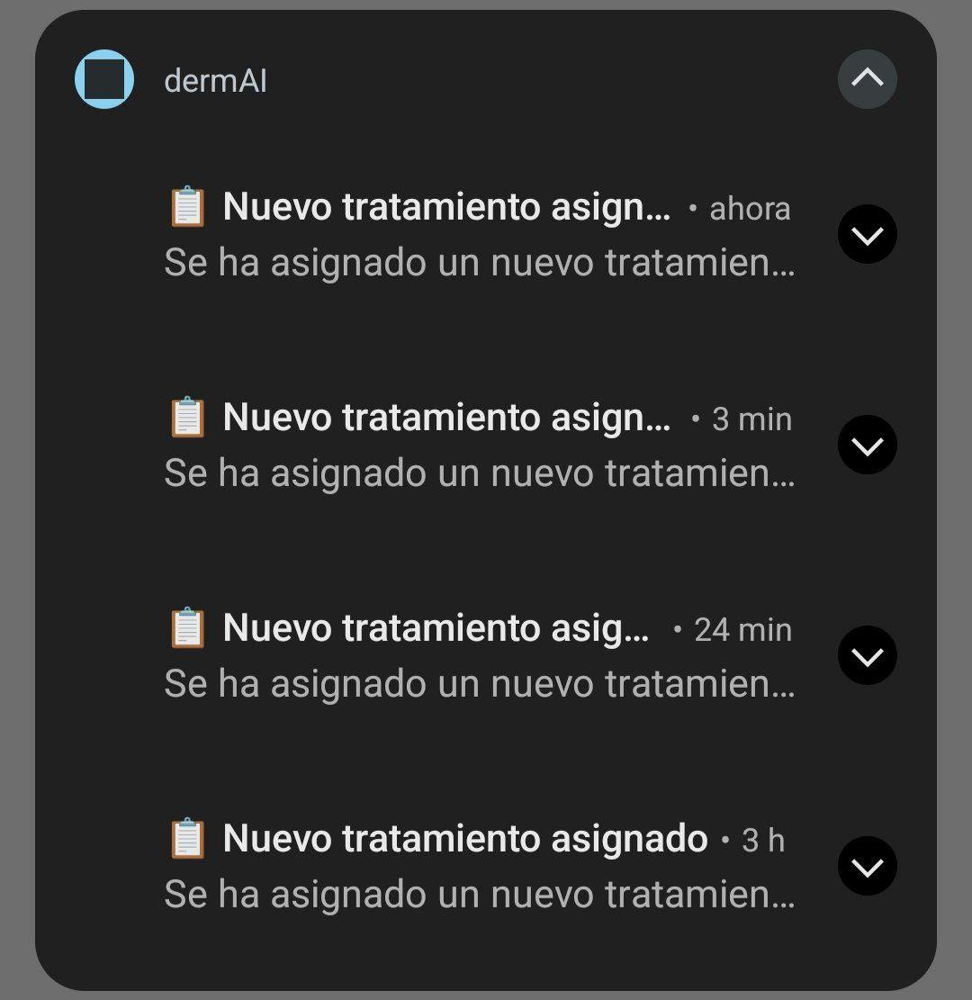 dermAI
📋 Nuevo tratamiento asign... • ahora
Se ha asignado un nuevo tratamien...
📋 Nuevo tratamiento asign... • 3 min
Se ha asignado un nuevo tratamien...
📋 Nuevo tratamiento asig... • 24 min
Se ha asignado un nuevo tratamien...
📋 Nuevo tratamiento asignado • 3 h
Se ha asignado un nuevo tratamien...